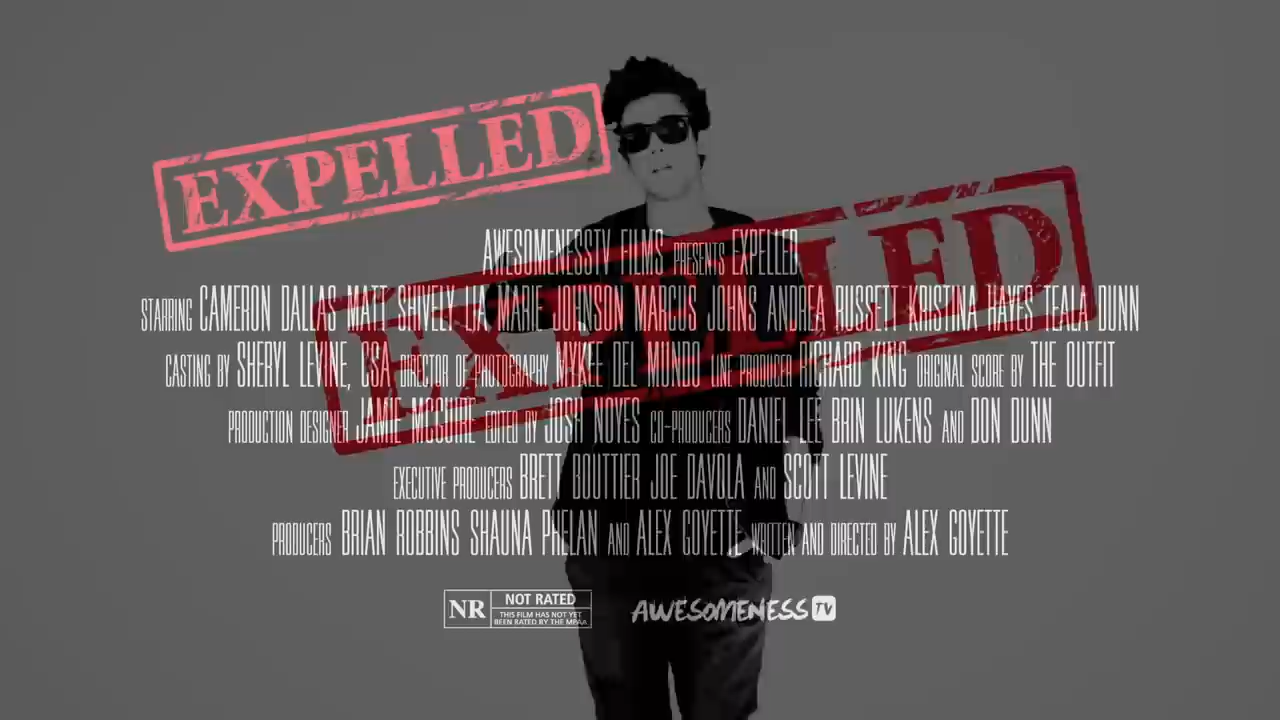 EXPELLED
EXPELLED
AWESOMENESSTV FILMS PRESENTS EXPELLED
STARRING CAMERON DALLAS MATT SHIVELY LIA MARIE JOHNSON MARCUS JOHNS ANDREA RUSSETT KRISTINA HAYES TEALA DUNN
CASTING BY SHERYL LEVINE, CSA DIRECTOR OF PHOTOGRAPHY MYKEE DEL MUNDO LINE PRODUCER RICHARD KING ORIGINAL SCORE BY THE OUTFIT
PRODUCTION DESIGNER JAMIE MCGUIRE EDITED BY JOSH NOYES CO-PRODUCERS DANIEL LEE BRIN LUKENS AND DON DUNN
EXECUTIVE PRODUCERS BRETT BOUTTIER JOE DAVOLA AND SCOTT LEVINE
PRODUCERS BRIAN ROBBINS SHAUNA PHELAN AND ALEX GOYETTE WRITTEN AND DIRECTED BY ALEX GOYETTE
NR NOT RATED
THIS FILM HAS NOT YET
BEEN RATED BY THE MPAA
AWESOMENESS TV